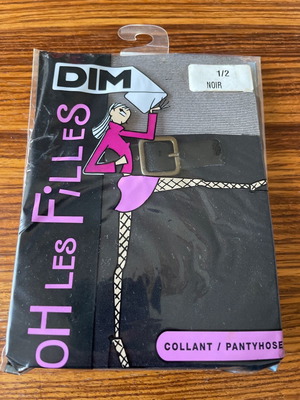 DIM
1/2
NOIR
OH LES FiLLES
COLLANT / PANTYHOSE